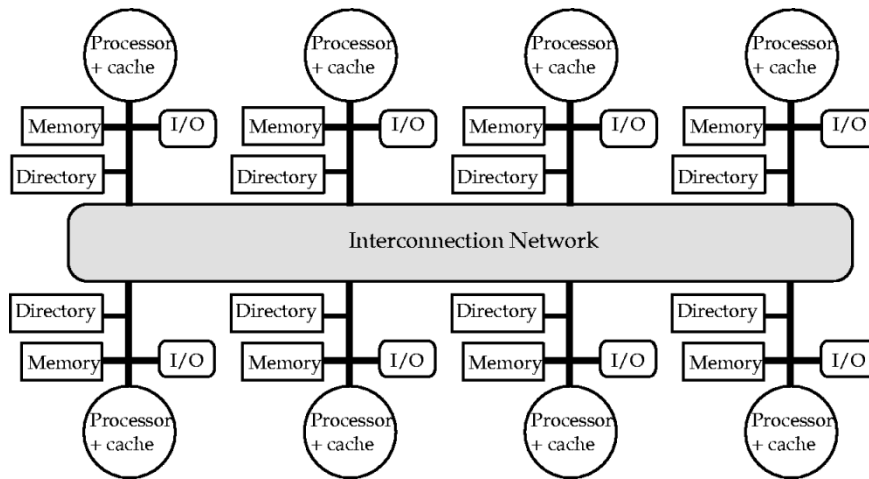 Processor
+ cache
Processor
+ cache
Processor
+ cache
Processor
+ cache
Memory
I/O
Memory
I/O
Memory
I/O
Memory
I/O
Directory
Directory
Directory
Directory
Interconnection Network
Directory
Directory
Directory
Directory
Memory
I/O
Memory
I/O
Memory
I/O
Memory
I/O
Processor
+ cache
Processor
+ cache
Processor
+ cache
Processor
+ cache